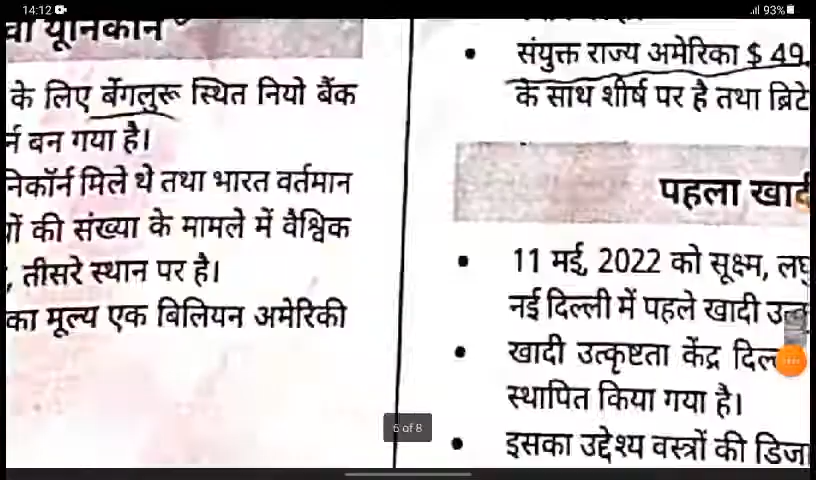 14:12
93%
यूनिकॉर्न
के लिए बेंगलुरू स्थित नियो बैंक
र्न बन गया है।
निकॉर्न मिले थे तथा भारत वर्तमान
की संख्या के मामले में वैश्विक
, तीसरे स्थान पर है।
का मूल्य एक बिलियन अमेरिकी
• संयुक्त राज्य अमेरिका $ 49.
के साथ शीर्ष पर है तथा ब्रिटे
पहला खादी
• 11 मई, 2022 को सूक्ष्म, लघु
नई दिल्ली में पहले खादी उत्कृ
• खादी उत्कृष्टता केंद्र दिल्
स्थापित किया गया है।
• इसका उद्देश्य वस्त्रों की डिजा
6 of 8